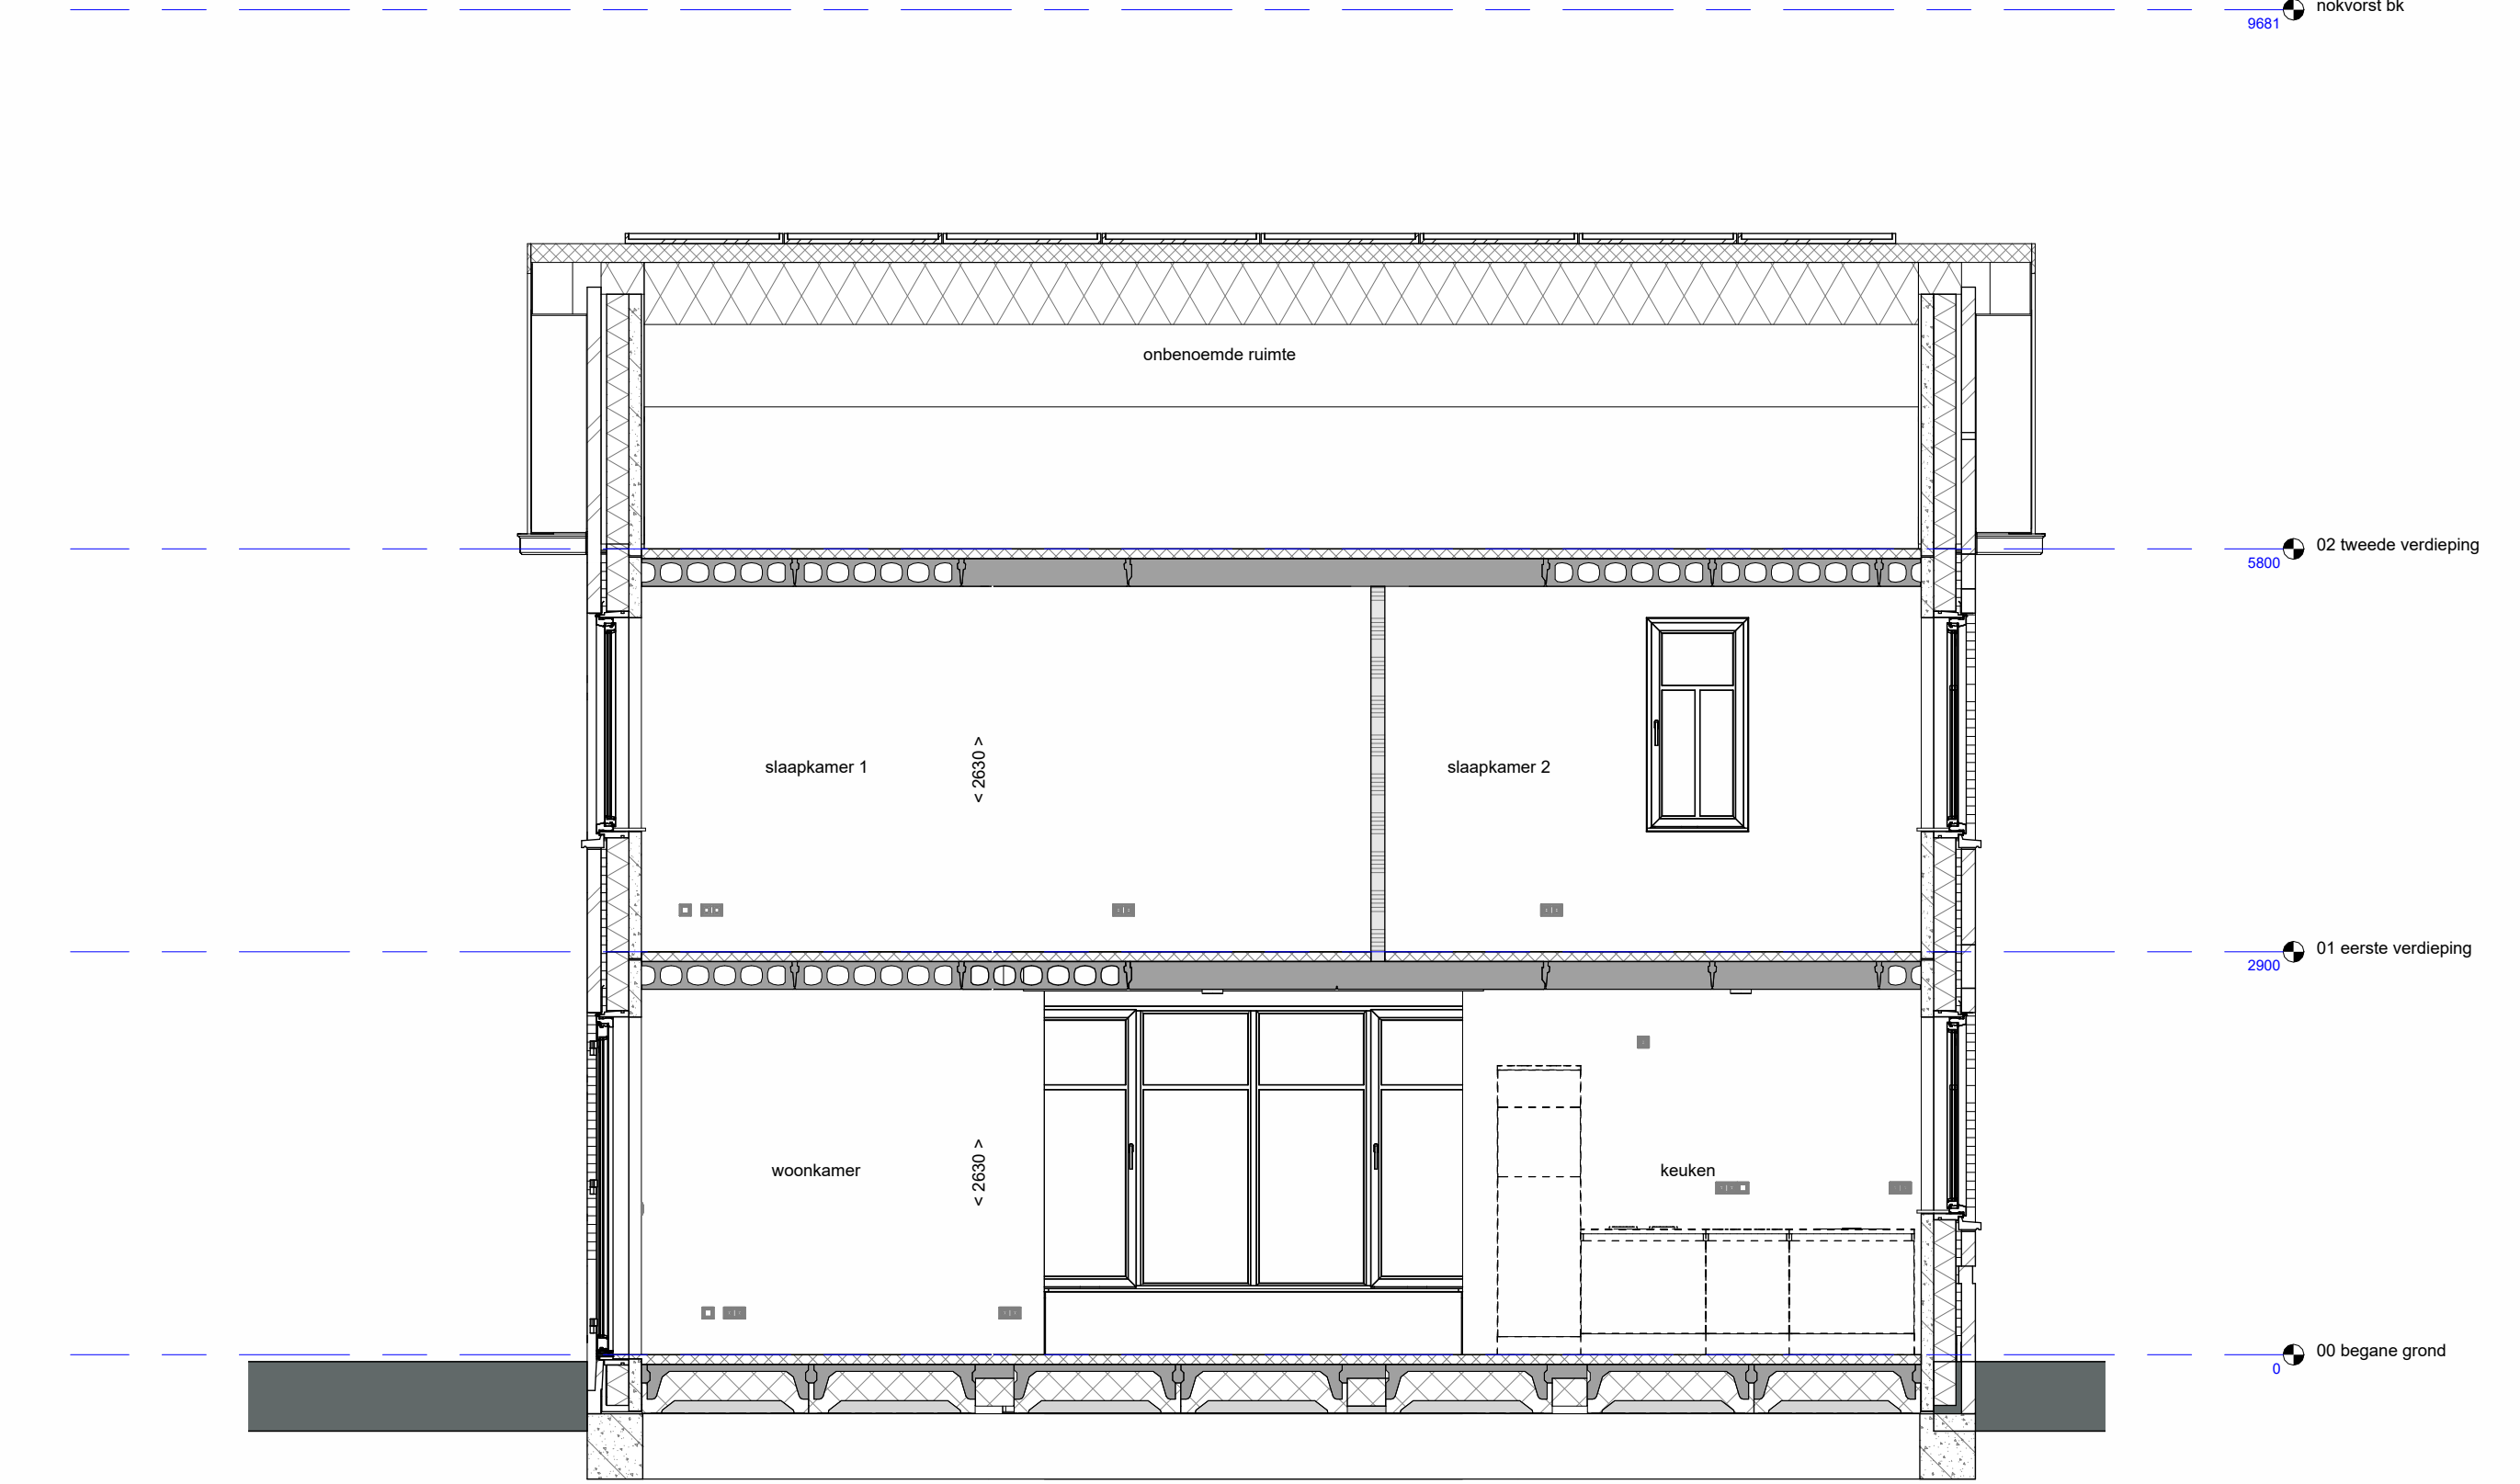 nokvorst bk
9681
onbenoemde ruimte
02 tweede verdieping
5800
slaapkamer 1
< 2630 >
slaapkamer 2
01 eerste verdieping
2900
woonkamer
< 2630 >
keuken
00 begane grond
0